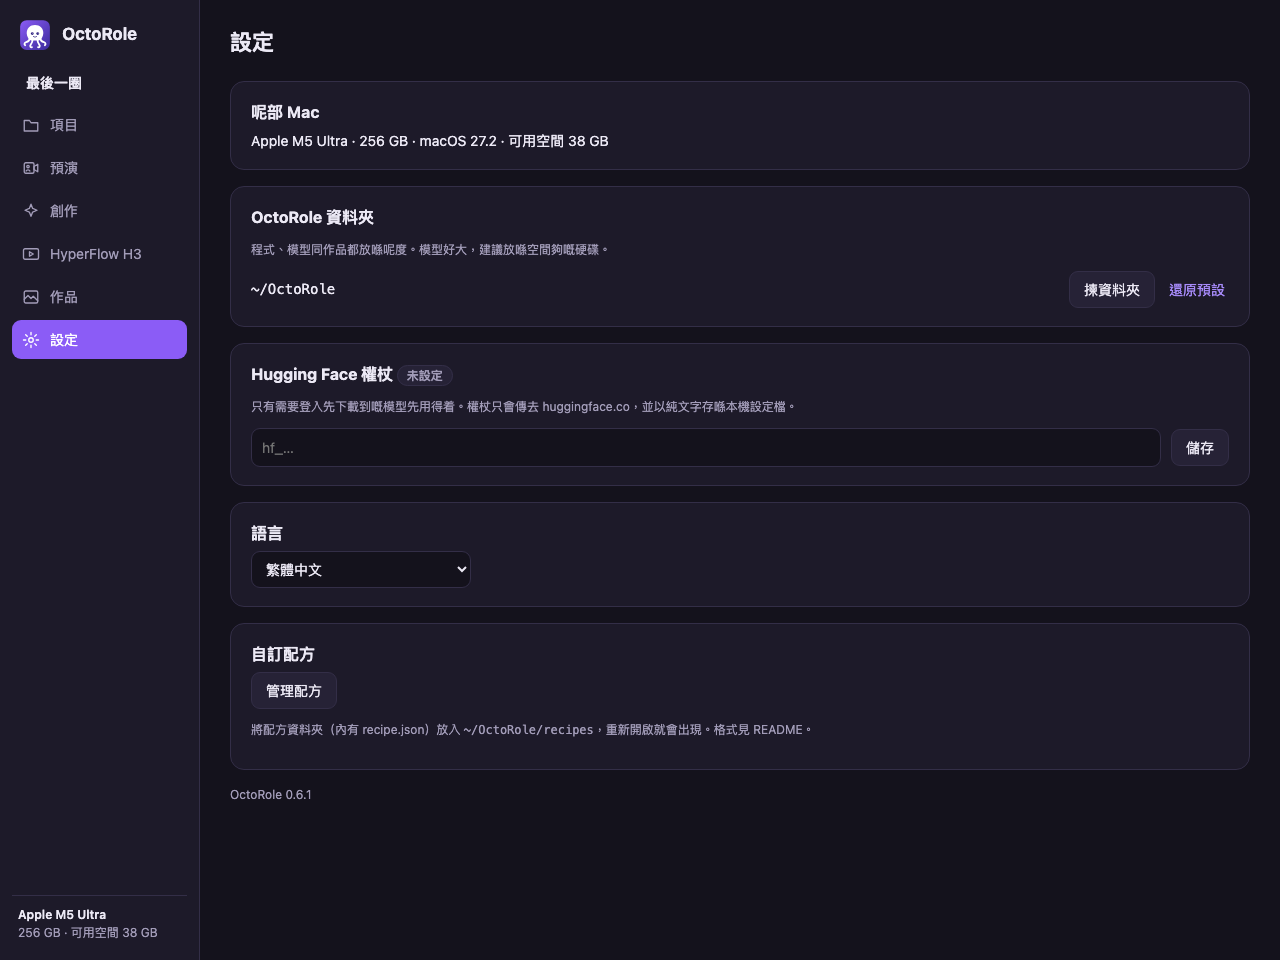 OctoRole
最後一圈
項目
預演
創作
HyperFlow H3
作品
設定
Apple M5 Ultra
256 GB · 可用空間 38 GB
設定
呢部 Mac
Apple M5 Ultra · 256 GB · macOS 27.2 · 可用空間 38 GB
OctoRole 資料夾
程式、模型同作品都放喺呢度。模型好大，建議放喺空間夠嘅硬碟。
~/OctoRole
揀資料夾
還原預設
Hugging Face 權杖 未設定
只有需要登入先下載到嘅模型先用得着。權杖只會傳去 huggingface.co，並以純文字存喺本機設定檔。
hf_...
儲存
語言
繁體中文
自訂配方
管理配方
將配方資料夾（內有 recipe.json）放入 ~/OctoRole/recipes，重新開啟就會出現。格式見 README。
OctoRole 0.6.1